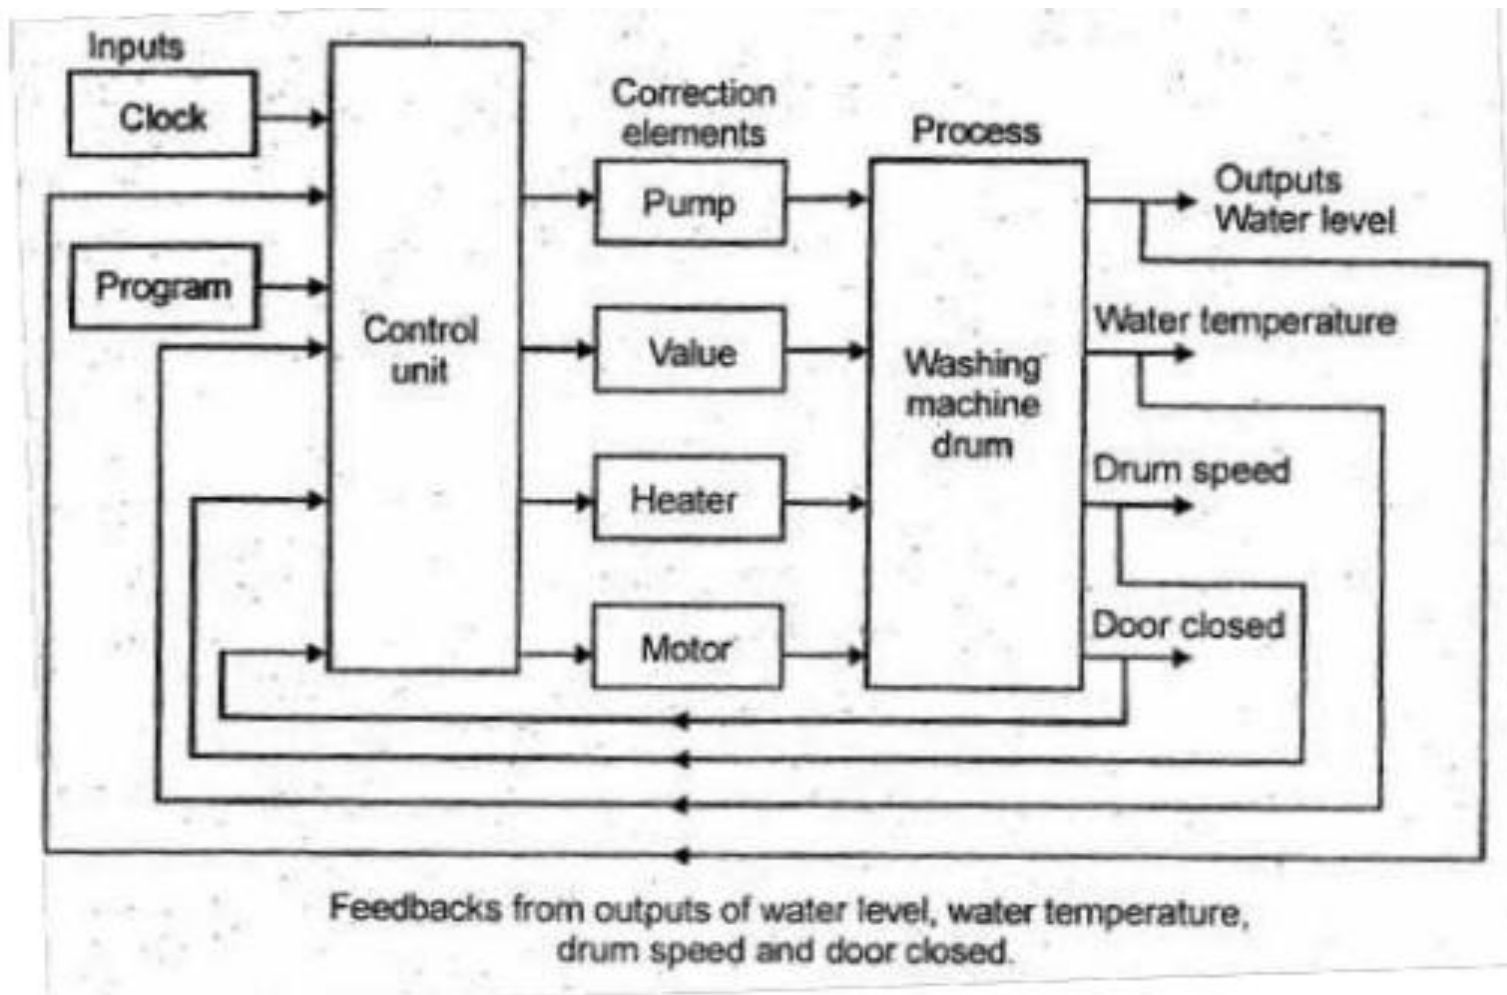 Inputs
Clock
Program
Control
unit
Correction
elements
Pump
Value
Heater
Motor
Process
Washing
machine
drum
Outputs
Water level
Water temperature
Drum speed
Door closed
Feedbacks from outputs of water level, water temperature,
drum speed and door closed.